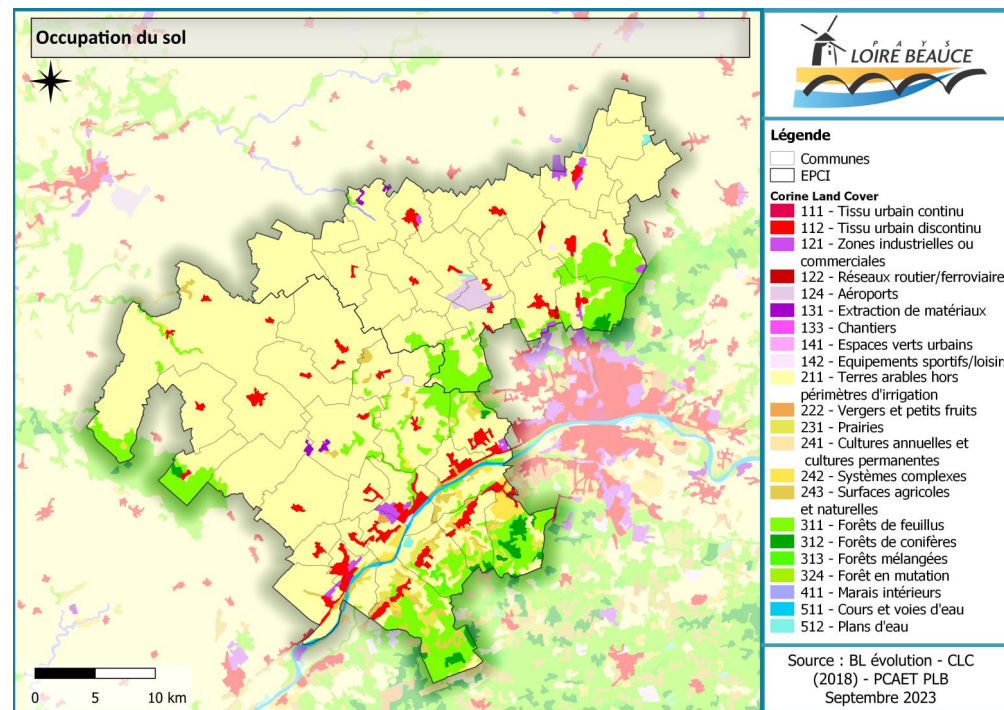 Occupation du sol
PAYS
LOIRE BEAUCE
Légende
Communes
EPCI
Corine Land Cover
111 - Tissu urbain continu
112 - Tissu urbain discontinu
121 - Zones industrielles ou
commerciales
122 - Réseaux routier/ferroviaire
124 - Aéroports
131 - Extraction de matériaux
133 - Chantiers
141 - Espaces verts urbains
142 - Equipements sportifs/loisirs
211 - Terres arables hors
périmètres d'irrigation
222 - Vergers et petits fruits
231 - Prairies
241 - Cultures annuelles et
cultures permanentes
242 - Systèmes complexes
243 - Surfaces agricoles
et naturelles
311 - Forêts de feuillus
312 - Forêts de conifères
313 - Forêts mélangées
324 - Forêt en mutation
411 - Marais intérieurs
511 - Cours et voies d'eau
512 - Plans d'eau
0 5 10 km
Source : BL évolution - CLC
(2018) - PCAET PLB
Septembre 2023